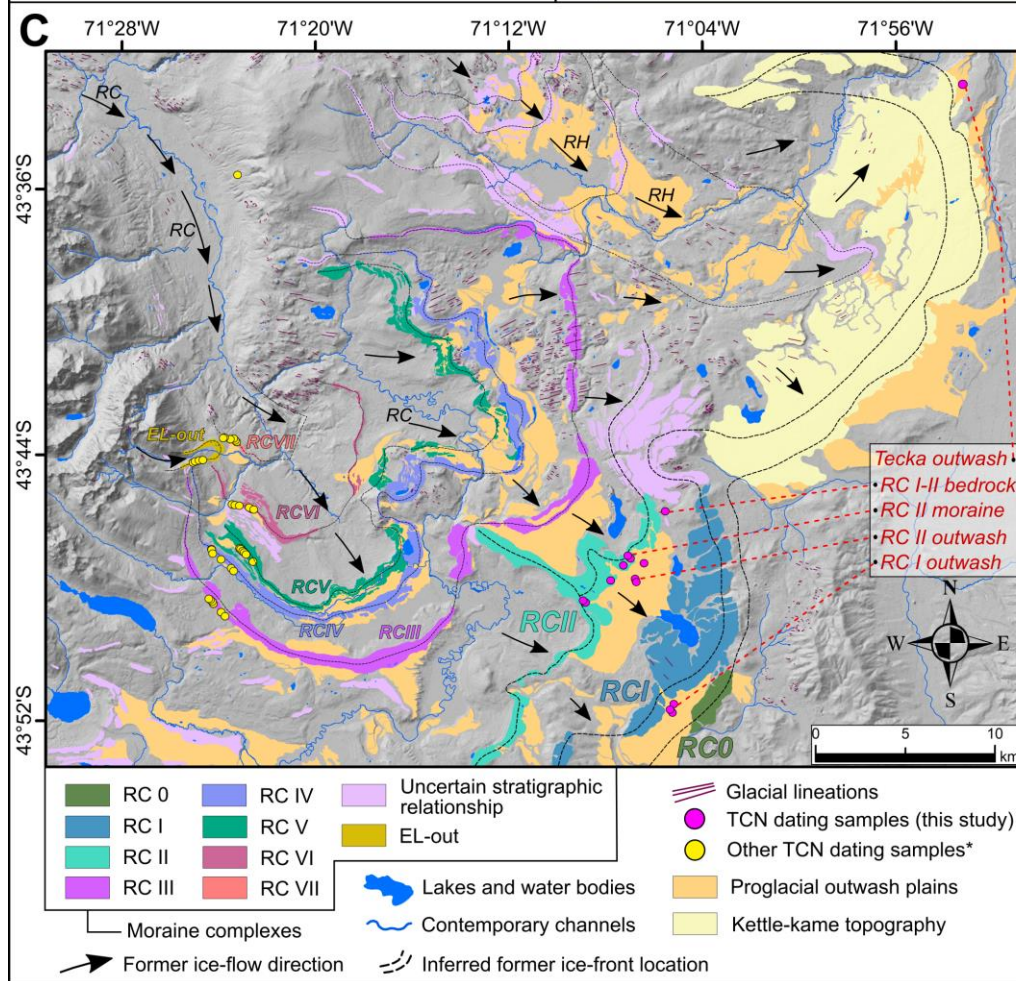 C
71°28'W 71°20'W 71°12'W 71°04'W 71°56'W
43°36'S
43°44'S
43°52'S
RC
RC
RH
RH
RC
EL-out
RCVII
RCVI
RCV
RCIV
RCIII
RCII
RCI
RC0
Tecka outwash
RC I-II bedrock
RC II moraine
RC II outwash
RC I outwash
N
W E
S
0 5 10
km
RC 0
RC I
RC II
RC III
RC IV
RC V
RC VI
RC VII
Uncertain stratigraphic
relationship
EL-out
Moraine complexes
Former ice-flow direction
Lakes and water bodies
Contemporary channels
Inferred former ice-front location
Glacial lineations
TCN dating samples (this study)
Other TCN dating samples*
Proglacial outwash plains
Kettle-kame topography